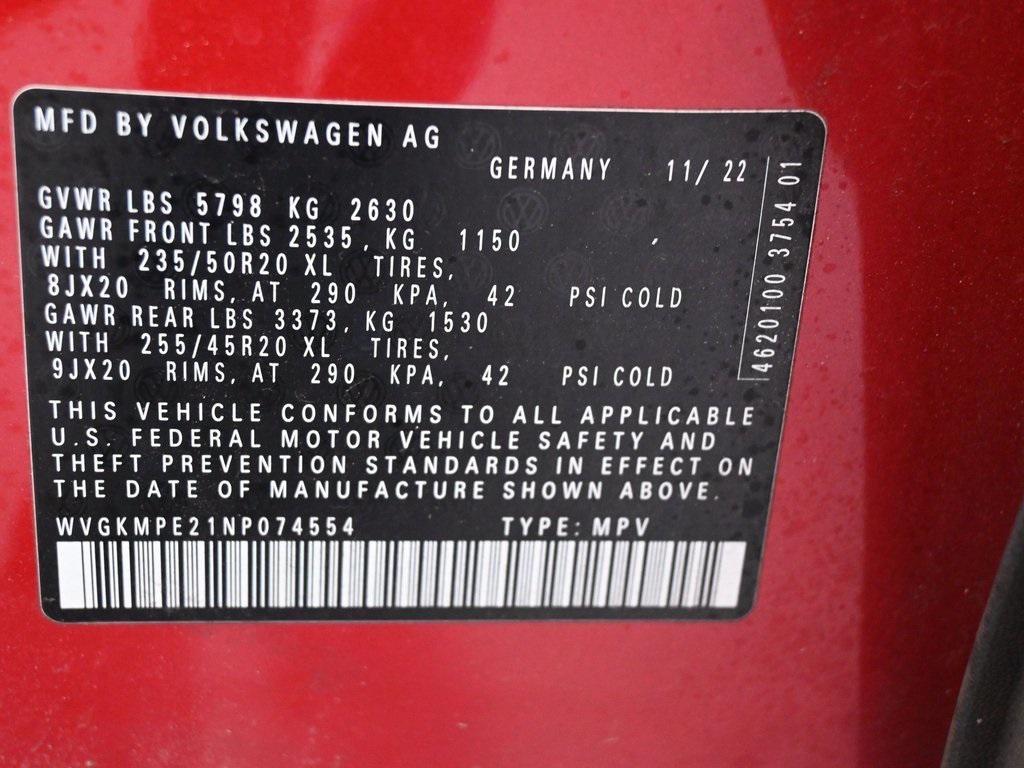 MFD BY VOLKSWAGEN AG
GERMANY 11/ 22
GVWR LBS 5798 KG 2630
GAWR FRONT LBS 2535, KG 1150
WITH 235/50R20 XL TIRES,
8JX20 RIMS, AT 290 KPA, 42 PSI COLD
GAWR REAR LBS 3373, KG 1530
WITH 255/45R20 XL TIRES,
9JX20 RIMS, AT 290 KPA, 42 PSI COLD
THIS VEHICLE CONFORMS TO ALL APPLICABLE
U.S. FEDERAL MOTOR VEHICLE SAFETY AND
THEFT PREVENTION STANDARDS IN EFFECT ON
THE DATE OF MANUFACTURE SHOWN ABOVE.
WVGKMPE21NP074554 TYPE: MPV
4620100 3754 01